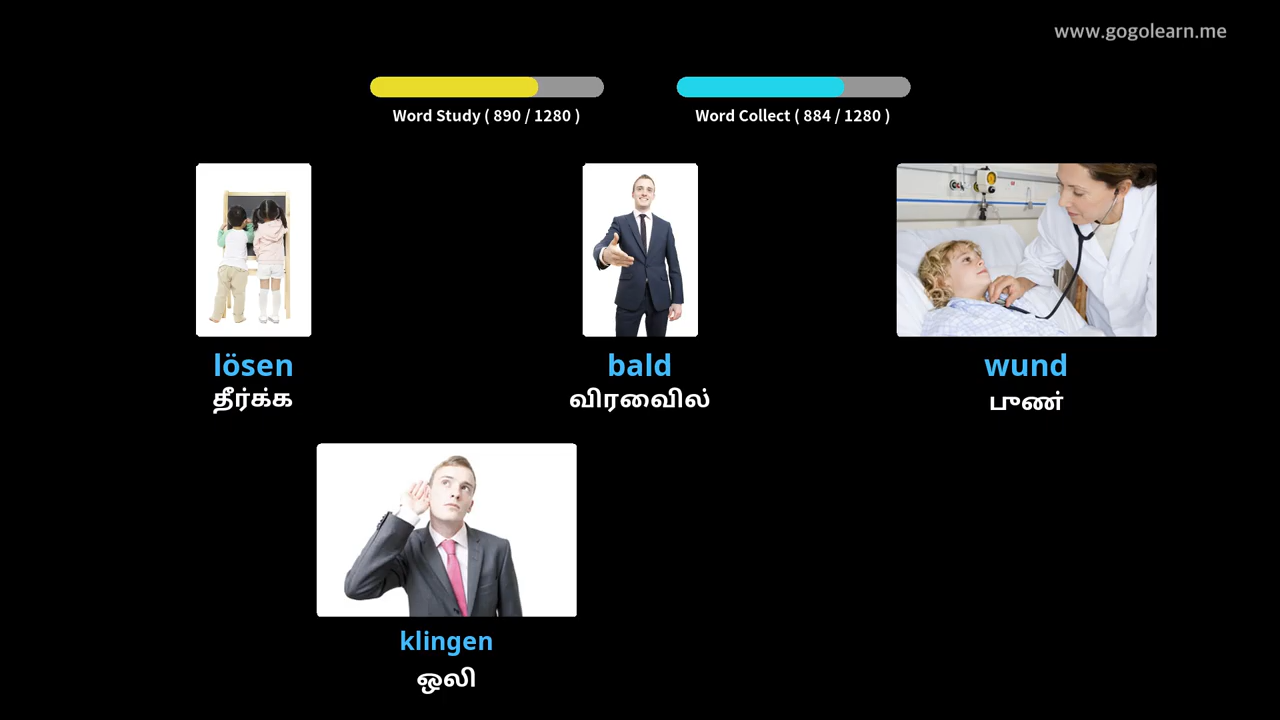 www.gogolearn.me
Word Study ( 890 / 1280 )
Word Collect ( 884 / 1280 )
lösen
தீர்க்க
bald
விரைவில்
wund
புண்
klingen
ஒலி